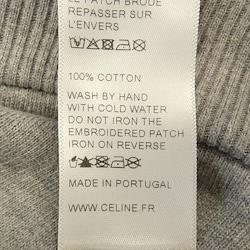 LE PATCH BRODE
REPASSER SUR
L'ENVERS
100% COTTON
WASH BY HAND
WITH COLD WATER
DO NOT IRON THE
EMBROIDERED PATCH
IRON ON REVERSE
MADE IN PORTUGAL
WWW.CELINE.FR